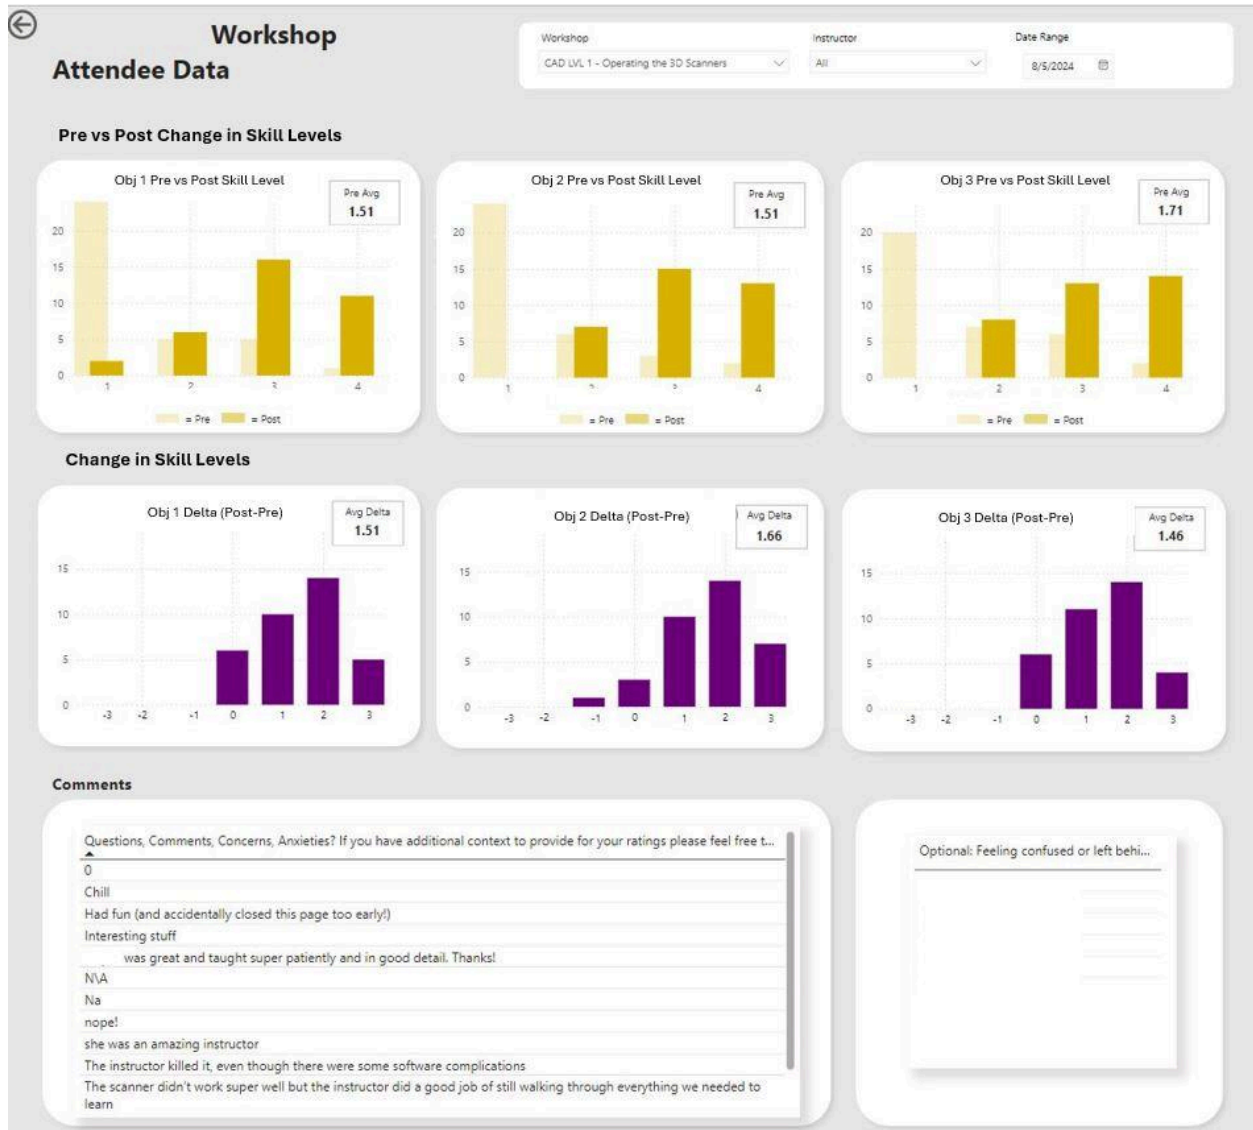 Workshop
Attendee Data
Workshop
CAD LVL 1 - Operating the 3D Scanners
Instructor
All
Date Range
8/5/2024
Pre vs Post Change in Skill Levels
Obj 1 Pre vs Post Skill Level
Pre Avg
1.51
20
15
10
5
0
1
2
3
4
= Pre
= Post
Obj 2 Pre vs Post Skill Level
Pre Avg
1.51
20
15
10
5
0
1
4
= Pre
= Post
Obj 3 Pre vs Post Skill Level
Pre Avg
1.71
20
15
10
5
0
1
2
3
4
= Pre
= Post
Change in Skill Levels
Obj 1 Delta (Post-Pre)
Avg Delta
1.51
15
10
5
0
-3
-2
-1
0
1
2
3
Obj 2 Delta (Post-Pre)
Avg Delta
1.66
15
10
5
0
-3
-2
-1
0
1
2
3
Obj 3 Delta (Post-Pre)
Avg Delta
1.46
15
10
5
0
-3
-2
-1
0
1
2
3
Comments
Questions, Comments, Concerns, Anxieties? If you have additional context to provide for your ratings please feel free t...
0
Chill
Had fun (and accidentally closed this page too early!)
Interesting stuff
was great and taught super patiently and in good detail. Thanks!
N\A
Na
nope!
she was an amazing instructor
The instructor killed it, even though there were some software complications
The scanner didn't work super well but the instructor did a good job of still walking through everything we needed to
learn
Optional: Feeling confused or left behi...